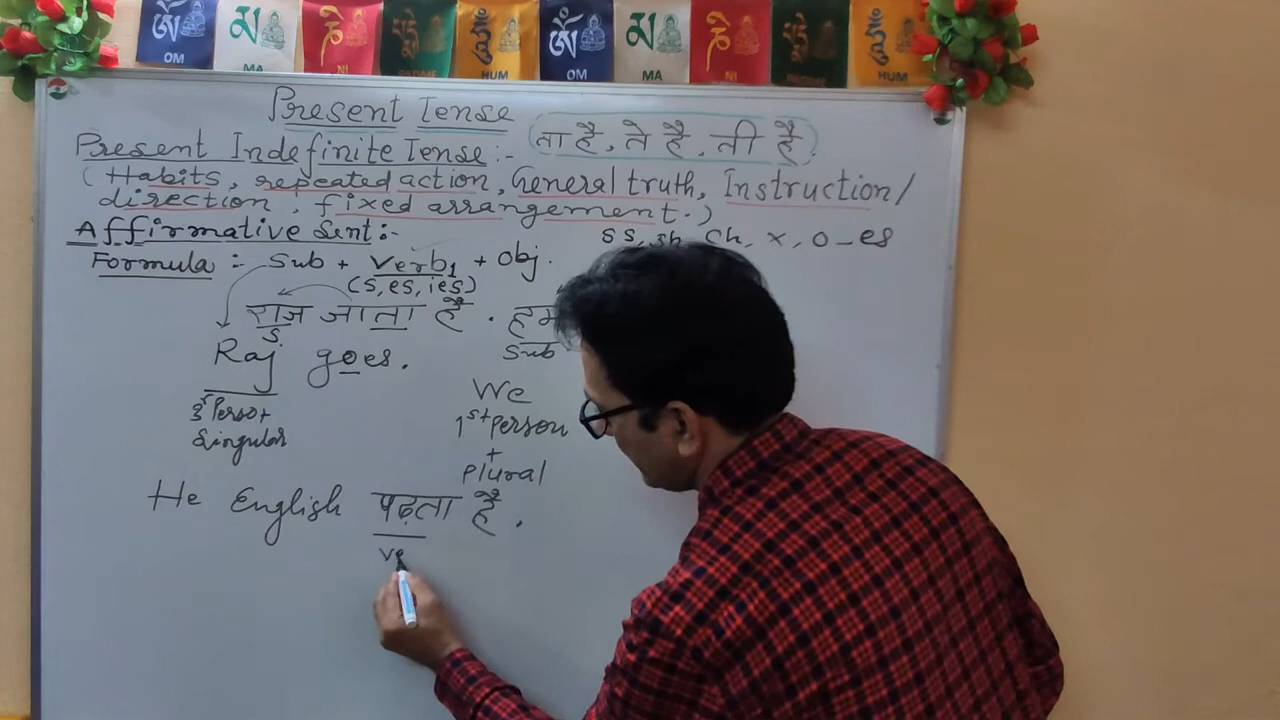 OM MA NI HUM OM MA NI HUM
Present Tense
Present Indefinite Tense:- ता है, ते है, ती है.
(Habits, repeated action, General truth, Instruction/
direction, fixed arrangement.)
Affirmative Sent:-
ss, sh, ch, x, o - es
Formula :- Sub + Verb1 + Obj.
(s, es, ies)
राज जाता है . हम
S. Sub
Raj goes.
We
3r Person+ 1st person
Singular +
Plural
He English पढ़ता है .
ve